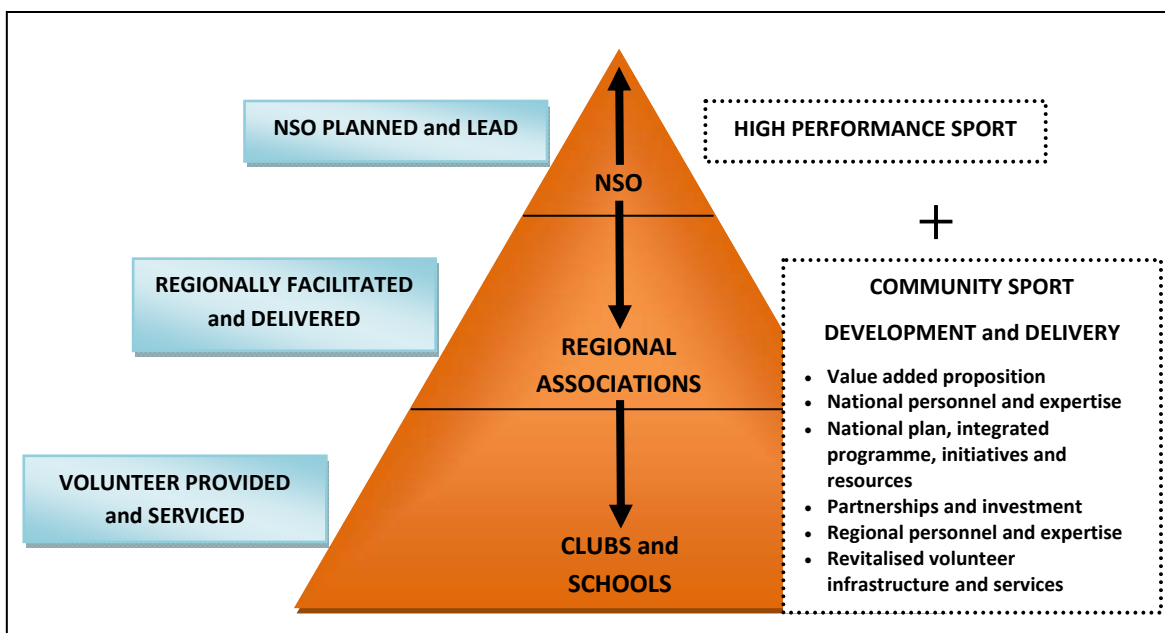 NSO PLANNED and LEAD
HIGH PERFORMANCE SPORT
NSO
+
REGIONALLY FACILITATED
and DELIVERED
REGIONAL
ASSOCIATIONS
COMMUNITY SPORT
DEVELOPMENT and DELIVERY
• Value added proposition
• National personnel and expertise
• National plan, integrated
programme, initiatives and
resources
• Partnerships and investment
• Regional personnel and expertise
• Revitalised volunteer
infrastructure and services
VOLUNTEER PROVIDED
and SERVICED
CLUBS and
SCHOOLS